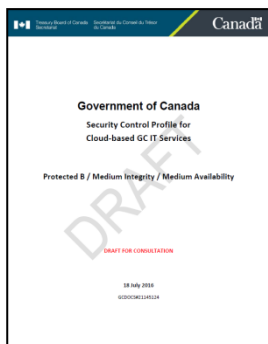 Treasury Board of Canada Secrétariat du Conseil du Trésor
Secretariat du Canada
Canada
Government of Canada
Security Control Profile for
Cloud-based GC IT Services
Protected B / Medium Integrity / Medium Availability
DRAFT
DRAFT FOR CONSULTATION
18 July 2016